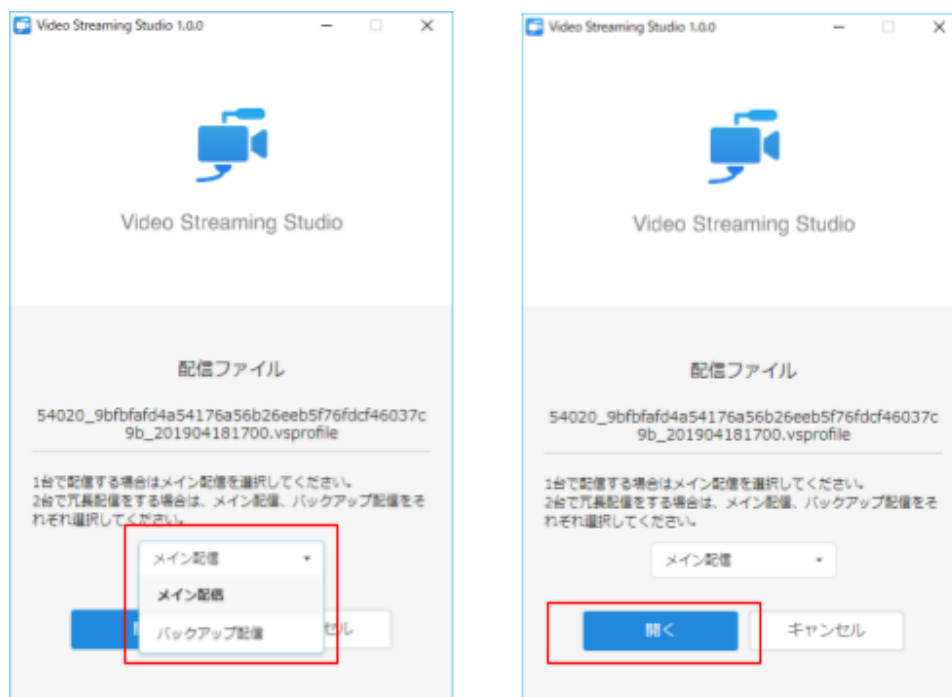 Video Streaming Studio 1.0.0
Video Streaming Studio
配信ファイル
54020_9bfbfafd4a54176a56b26eeb5f76fdcf46037c
9b_201904181700.vsprofile
1台で配信する場合はメイン配信を選択してください。
2台で冗長配信をする場合は、メイン配信、バックアップ配信をそ
れぞれ選択してください。
メイン配信
メイン配信
バックアップ配信
セル
Video Streaming Studio 1.0.0
Video Streaming Studio
配信ファイル
54020_9bfbfafd4a54176a56b26eeb5f76fdcf46037c
9b_201904181700.vsprofile
1台で配信する場合はメイン配信を選択してください。
2台で冗長配信をする場合は、メイン配信、バックアップ配信をそ
れぞれ選択してください。
メイン配信
開く キャンセル